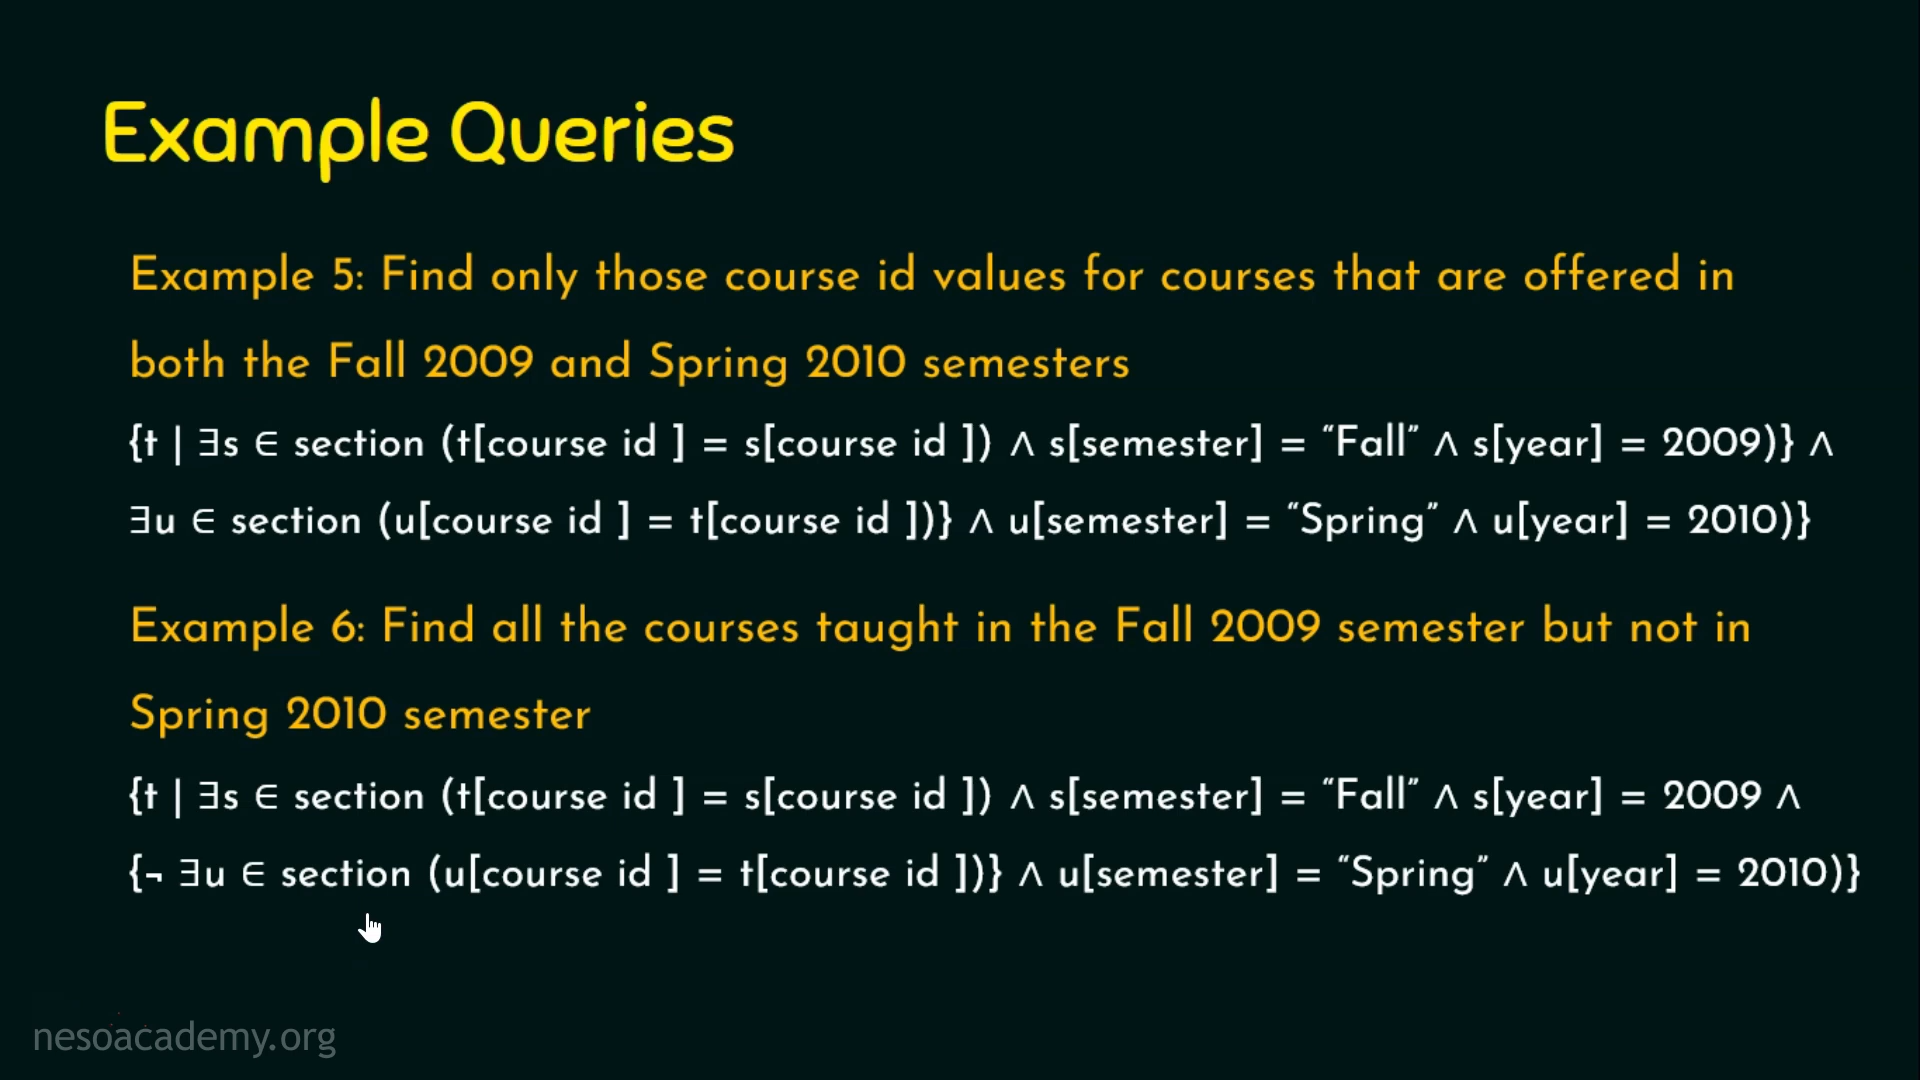 Example Queries
Example 5: Find only those course id values for courses that are offered in
both the Fall 2009 and Spring 2010 semesters
{t | ∃s ∈ section (t[course id ] = s[course id ]) ∧ s[semester] = “Fall” ∧ s[year] = 2009)} ∧
∃u ∈ section (u[course id ] = t[course id ])} ∧ u[semester] = “Spring” ∧ u[year] = 2010)}
Example 6: Find all the courses taught in the Fall 2009 semester but not in
Spring 2010 semester
{t | ∃s ∈ section (t[course id ] = s[course id ]) ∧ s[semester] = “Fall” ∧ s[year] = 2009 ∧
{¬ ∃u ∈ section (u[course id ] = t[course id ])} ∧ u[semester] = “Spring” ∧ u[year] = 2010)}
nesoacademy.org